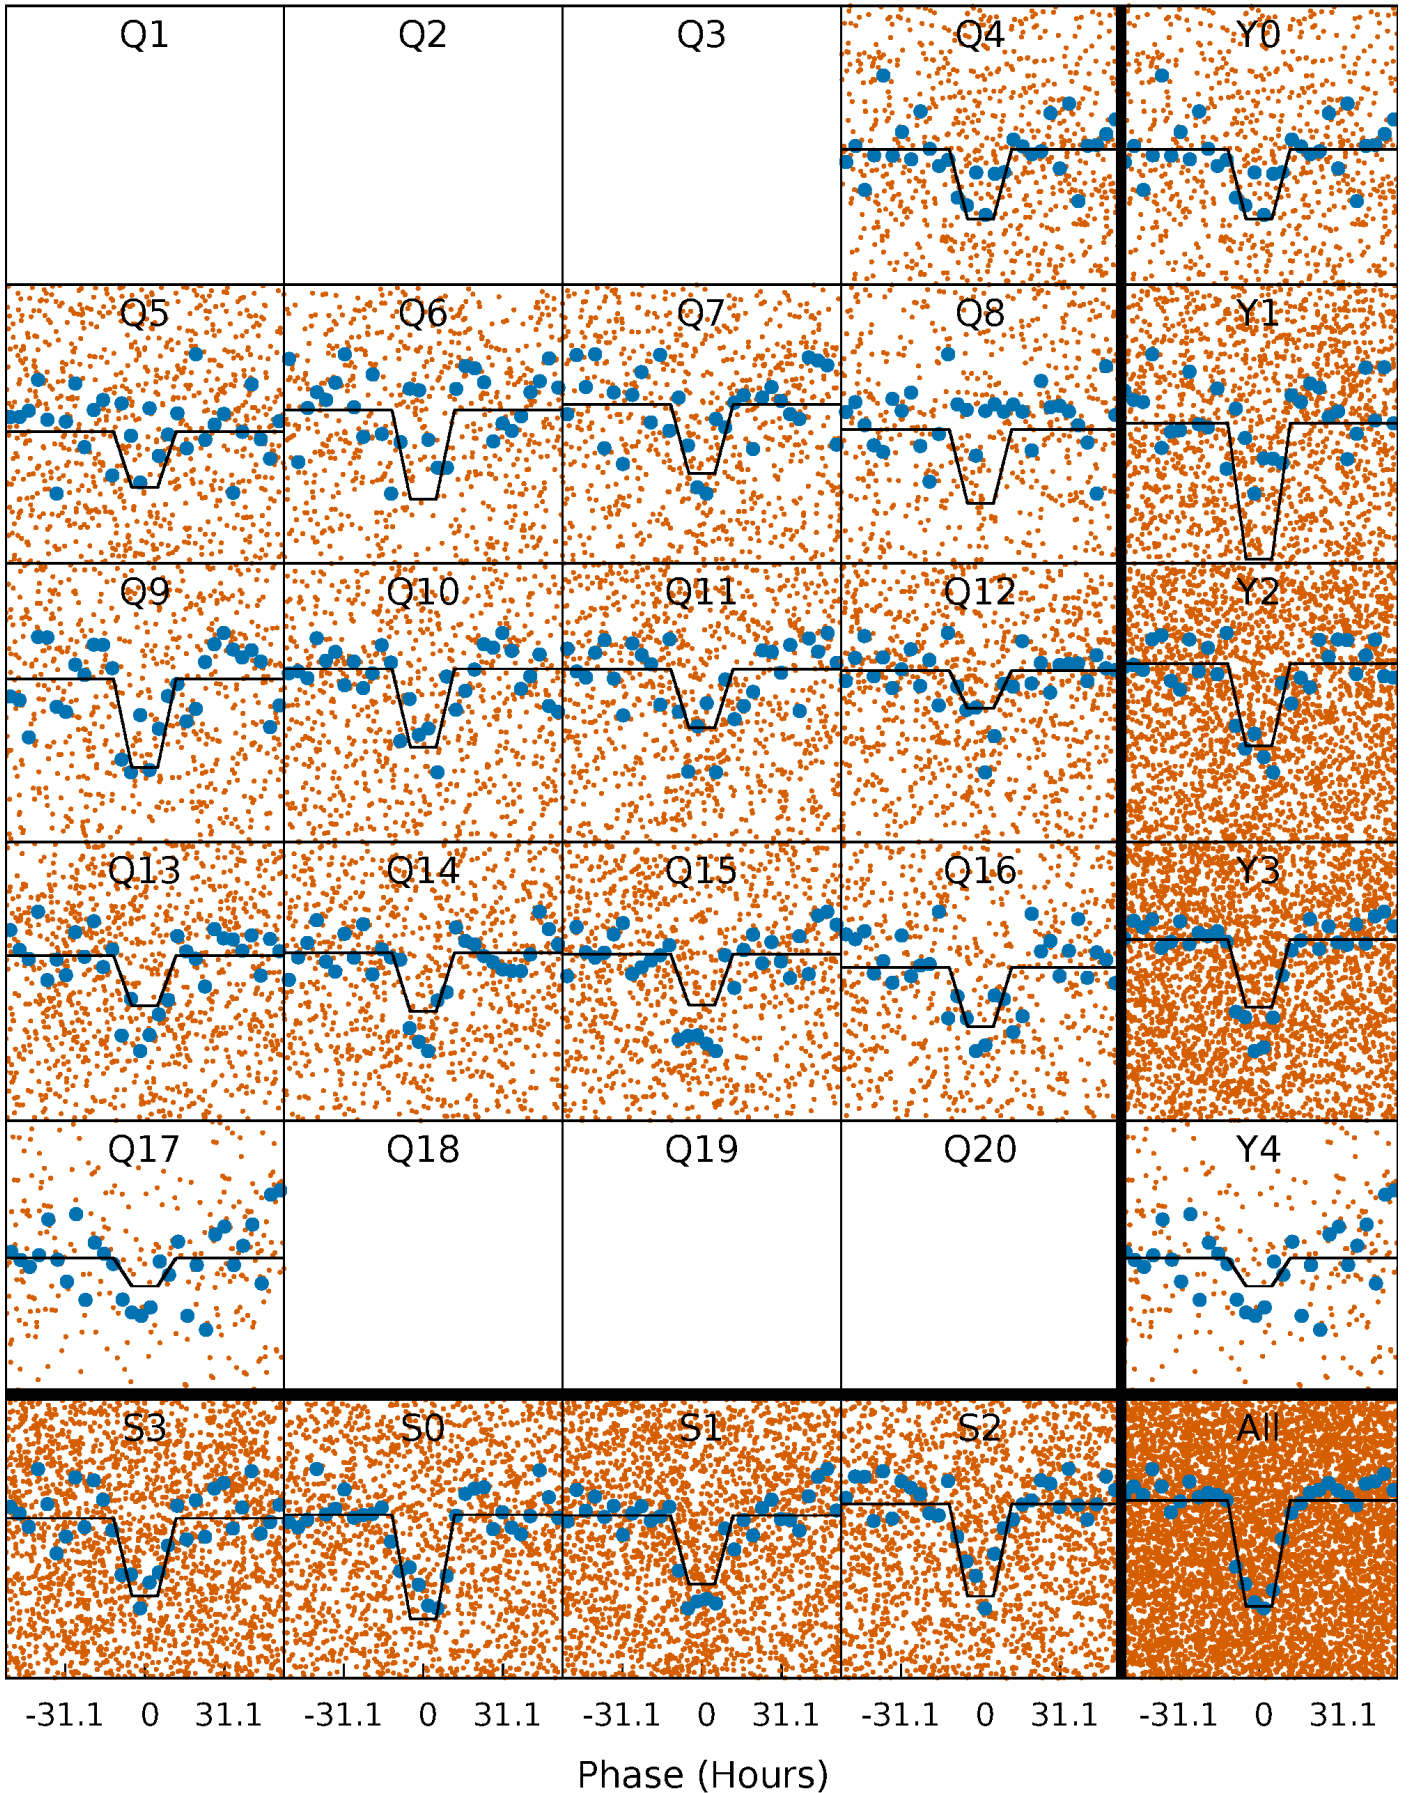 Q1 Q2 Q3 Q4 Y0
Q5 Q6 Q7 Q8 Y1
Q9 Q10 Q11 Q12 Y2
Q13 Q14 Q15 Q16 Y3
Q17 Q18 Q19 Q20 Y4
S3 S0 S1 S2 All
-31.1 0 31.1 -31.1 0 31.1 -31.1 0 31.1 -31.1 0 31.1 -31.1 0 31.1
Phase (Hours)